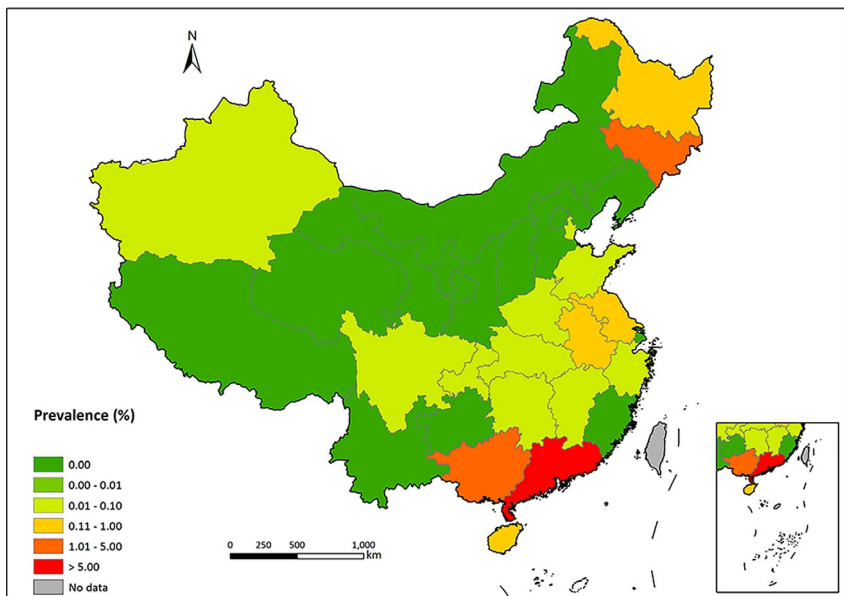 N
Prevalence (%)
0.00
0.00 - 0.01
0.01 - 0.10
0.11 - 1.00
1.01 - 5.00
> 5.00
No data
0 250 500 1,000
km